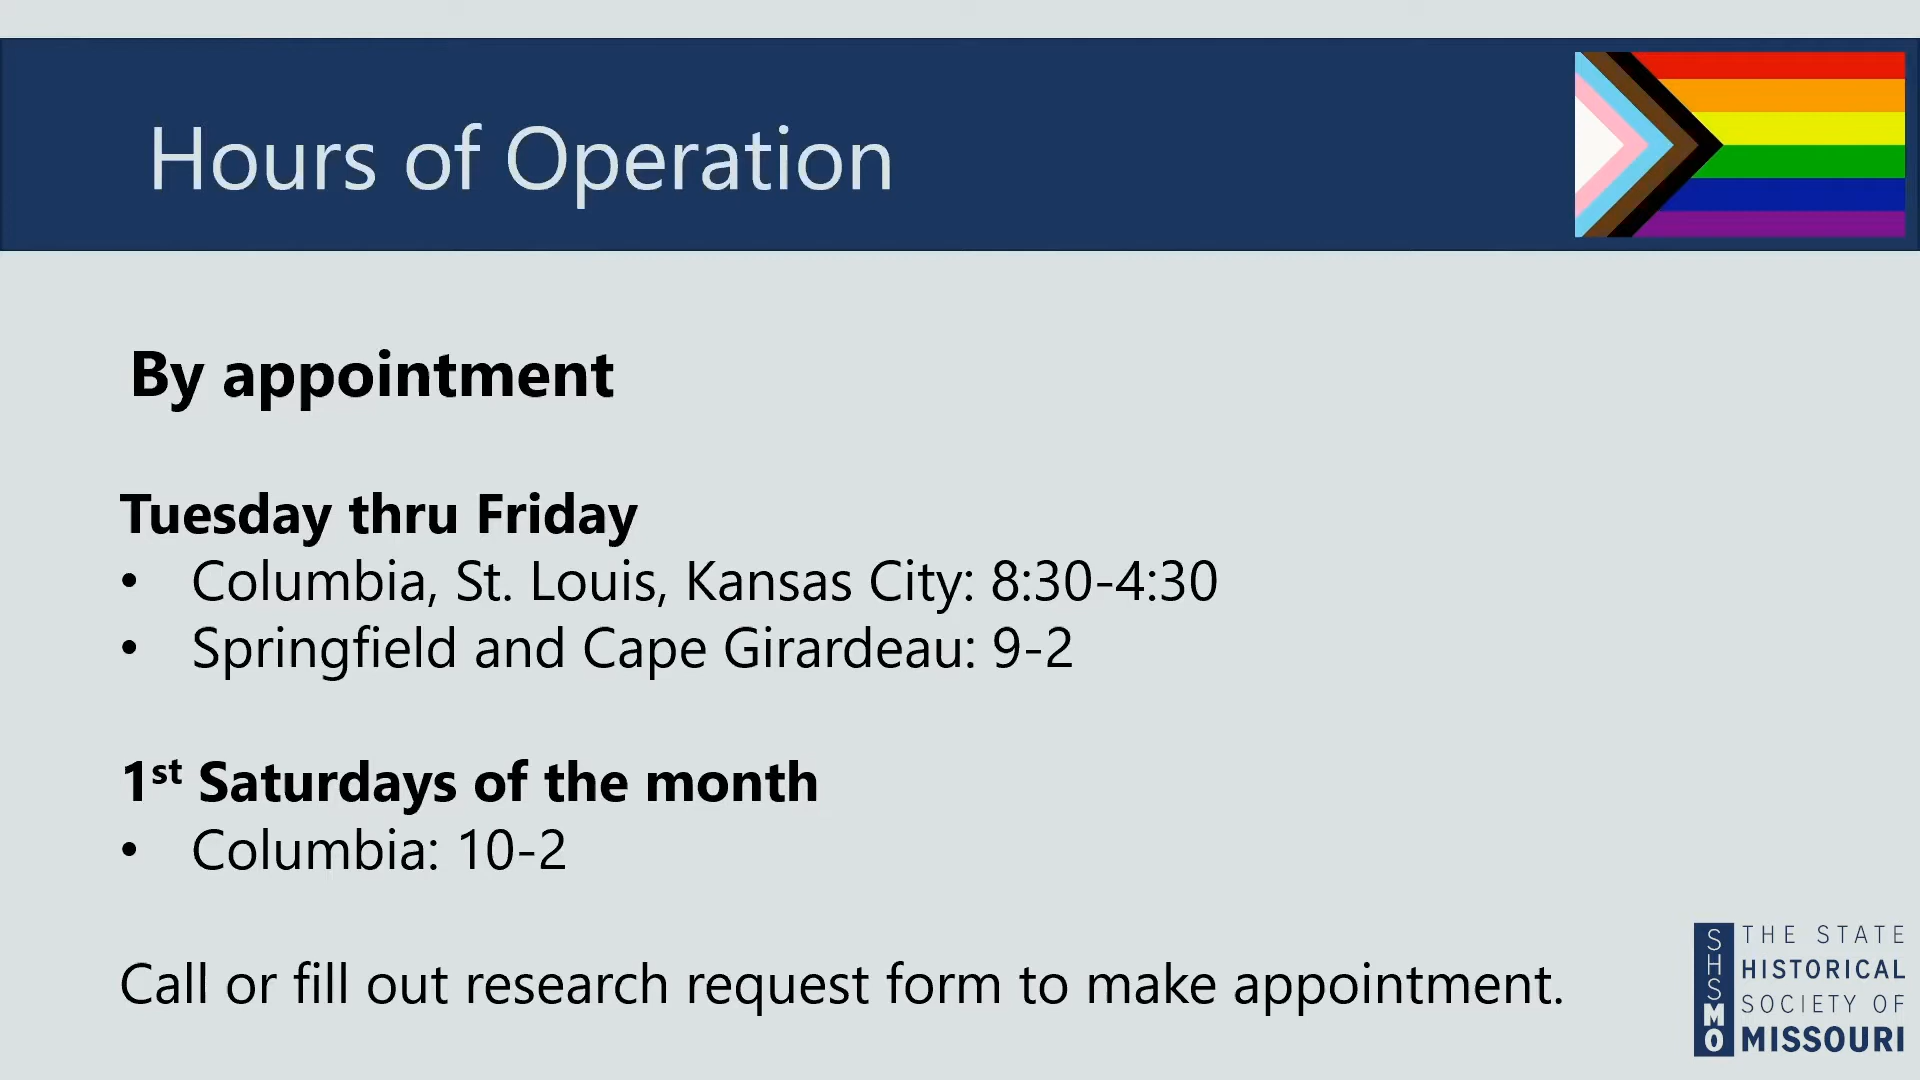 Hours of Operation
By appointment
Tuesday thru Friday
• Columbia, St. Louis, Kansas City: 8:30-4:30
• Springfield and Cape Girardeau: 9-2
1st Saturdays of the month
• Columbia: 10-2
Call or fill out research request form to make appointment.
SHSMO
THE STATE
HISTORICAL
SOCIETY OF
MISSOURI